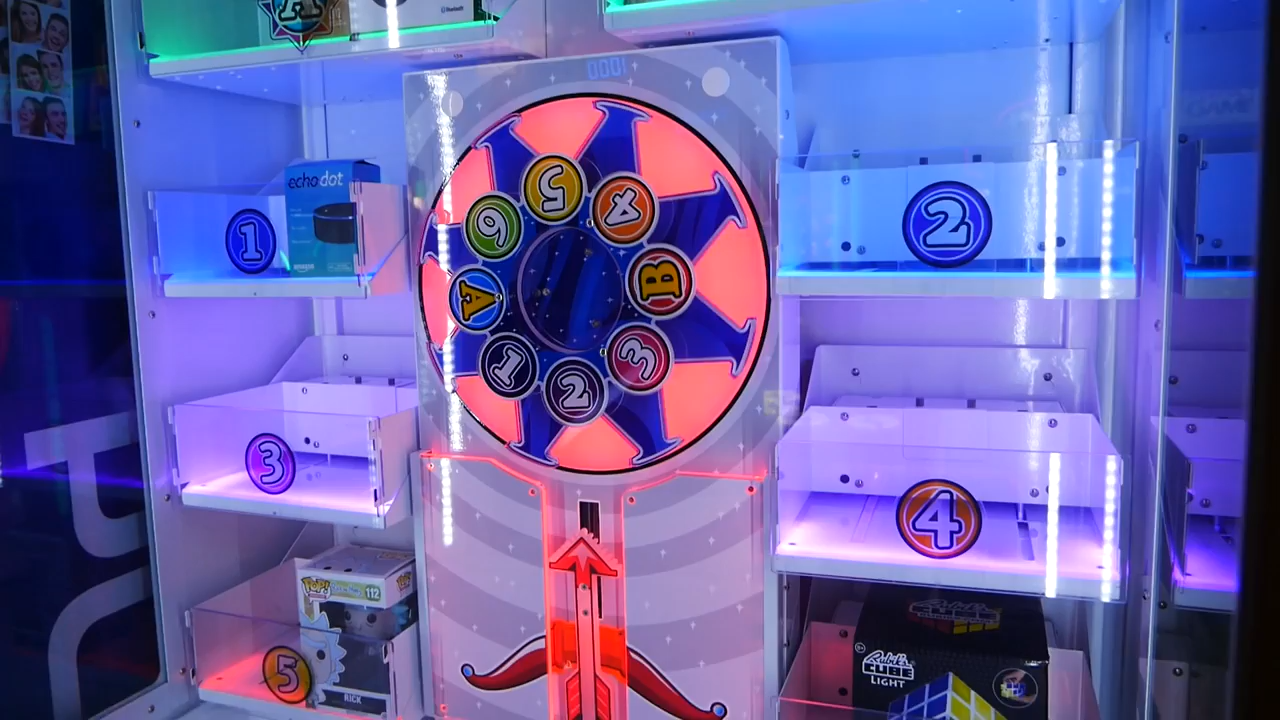 A
0001
echo dot
1
amazon
5
4
6
B
A
3
1
2
2
3
4
POP!
112
RICK
5
Rubik's
CUBE
LIGHT